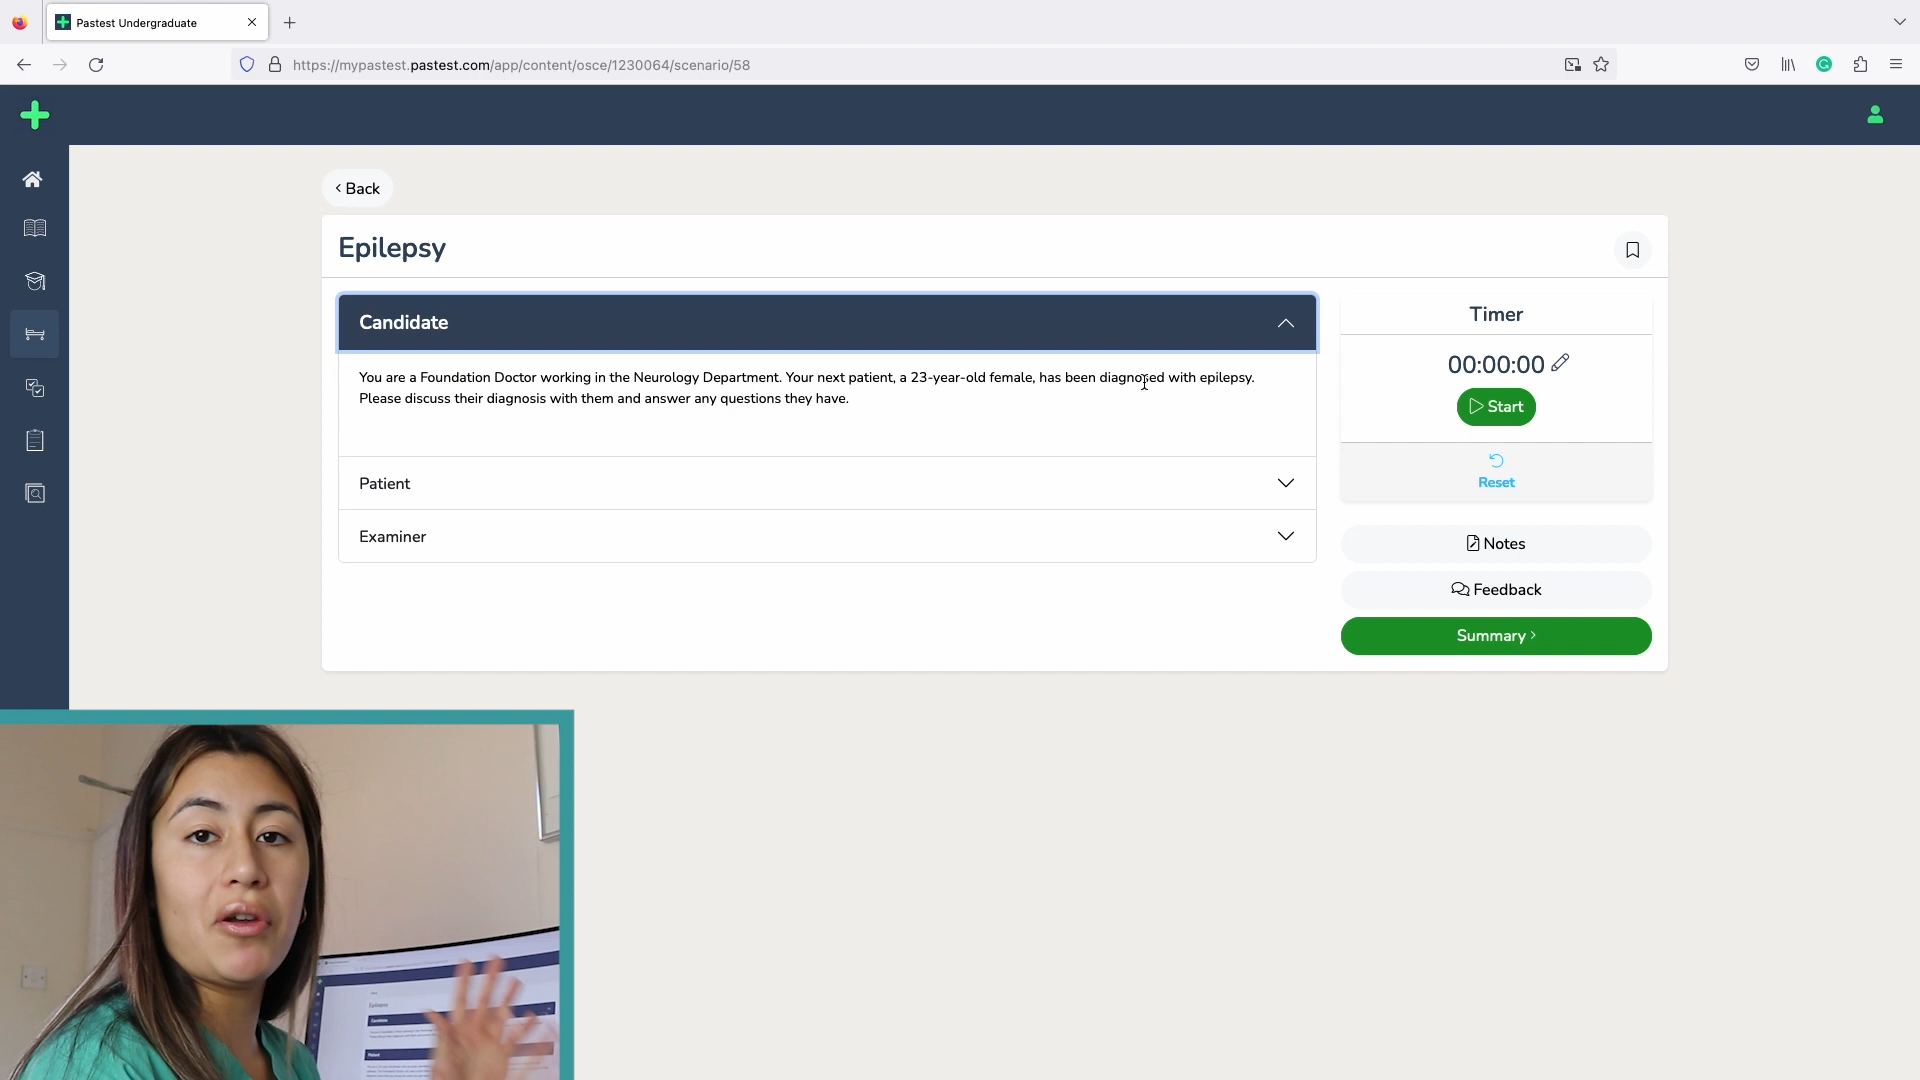 Pastest Undergraduate
https://mypastest.pastest.com/app/content/osce/1230064/scenario/58
Back
Epilepsy
Candidate
You are a Foundation Doctor working in the Neurology Department. Your next patient, a 23-year-old female, has been diagnosed with epilepsy.
Please discuss their diagnosis with them and answer any questions they have.
Patient
Examiner
Timer
00:00:00
Start
Reset
Notes
Feedback
Summary
Epilepsy
Candidate
Patient